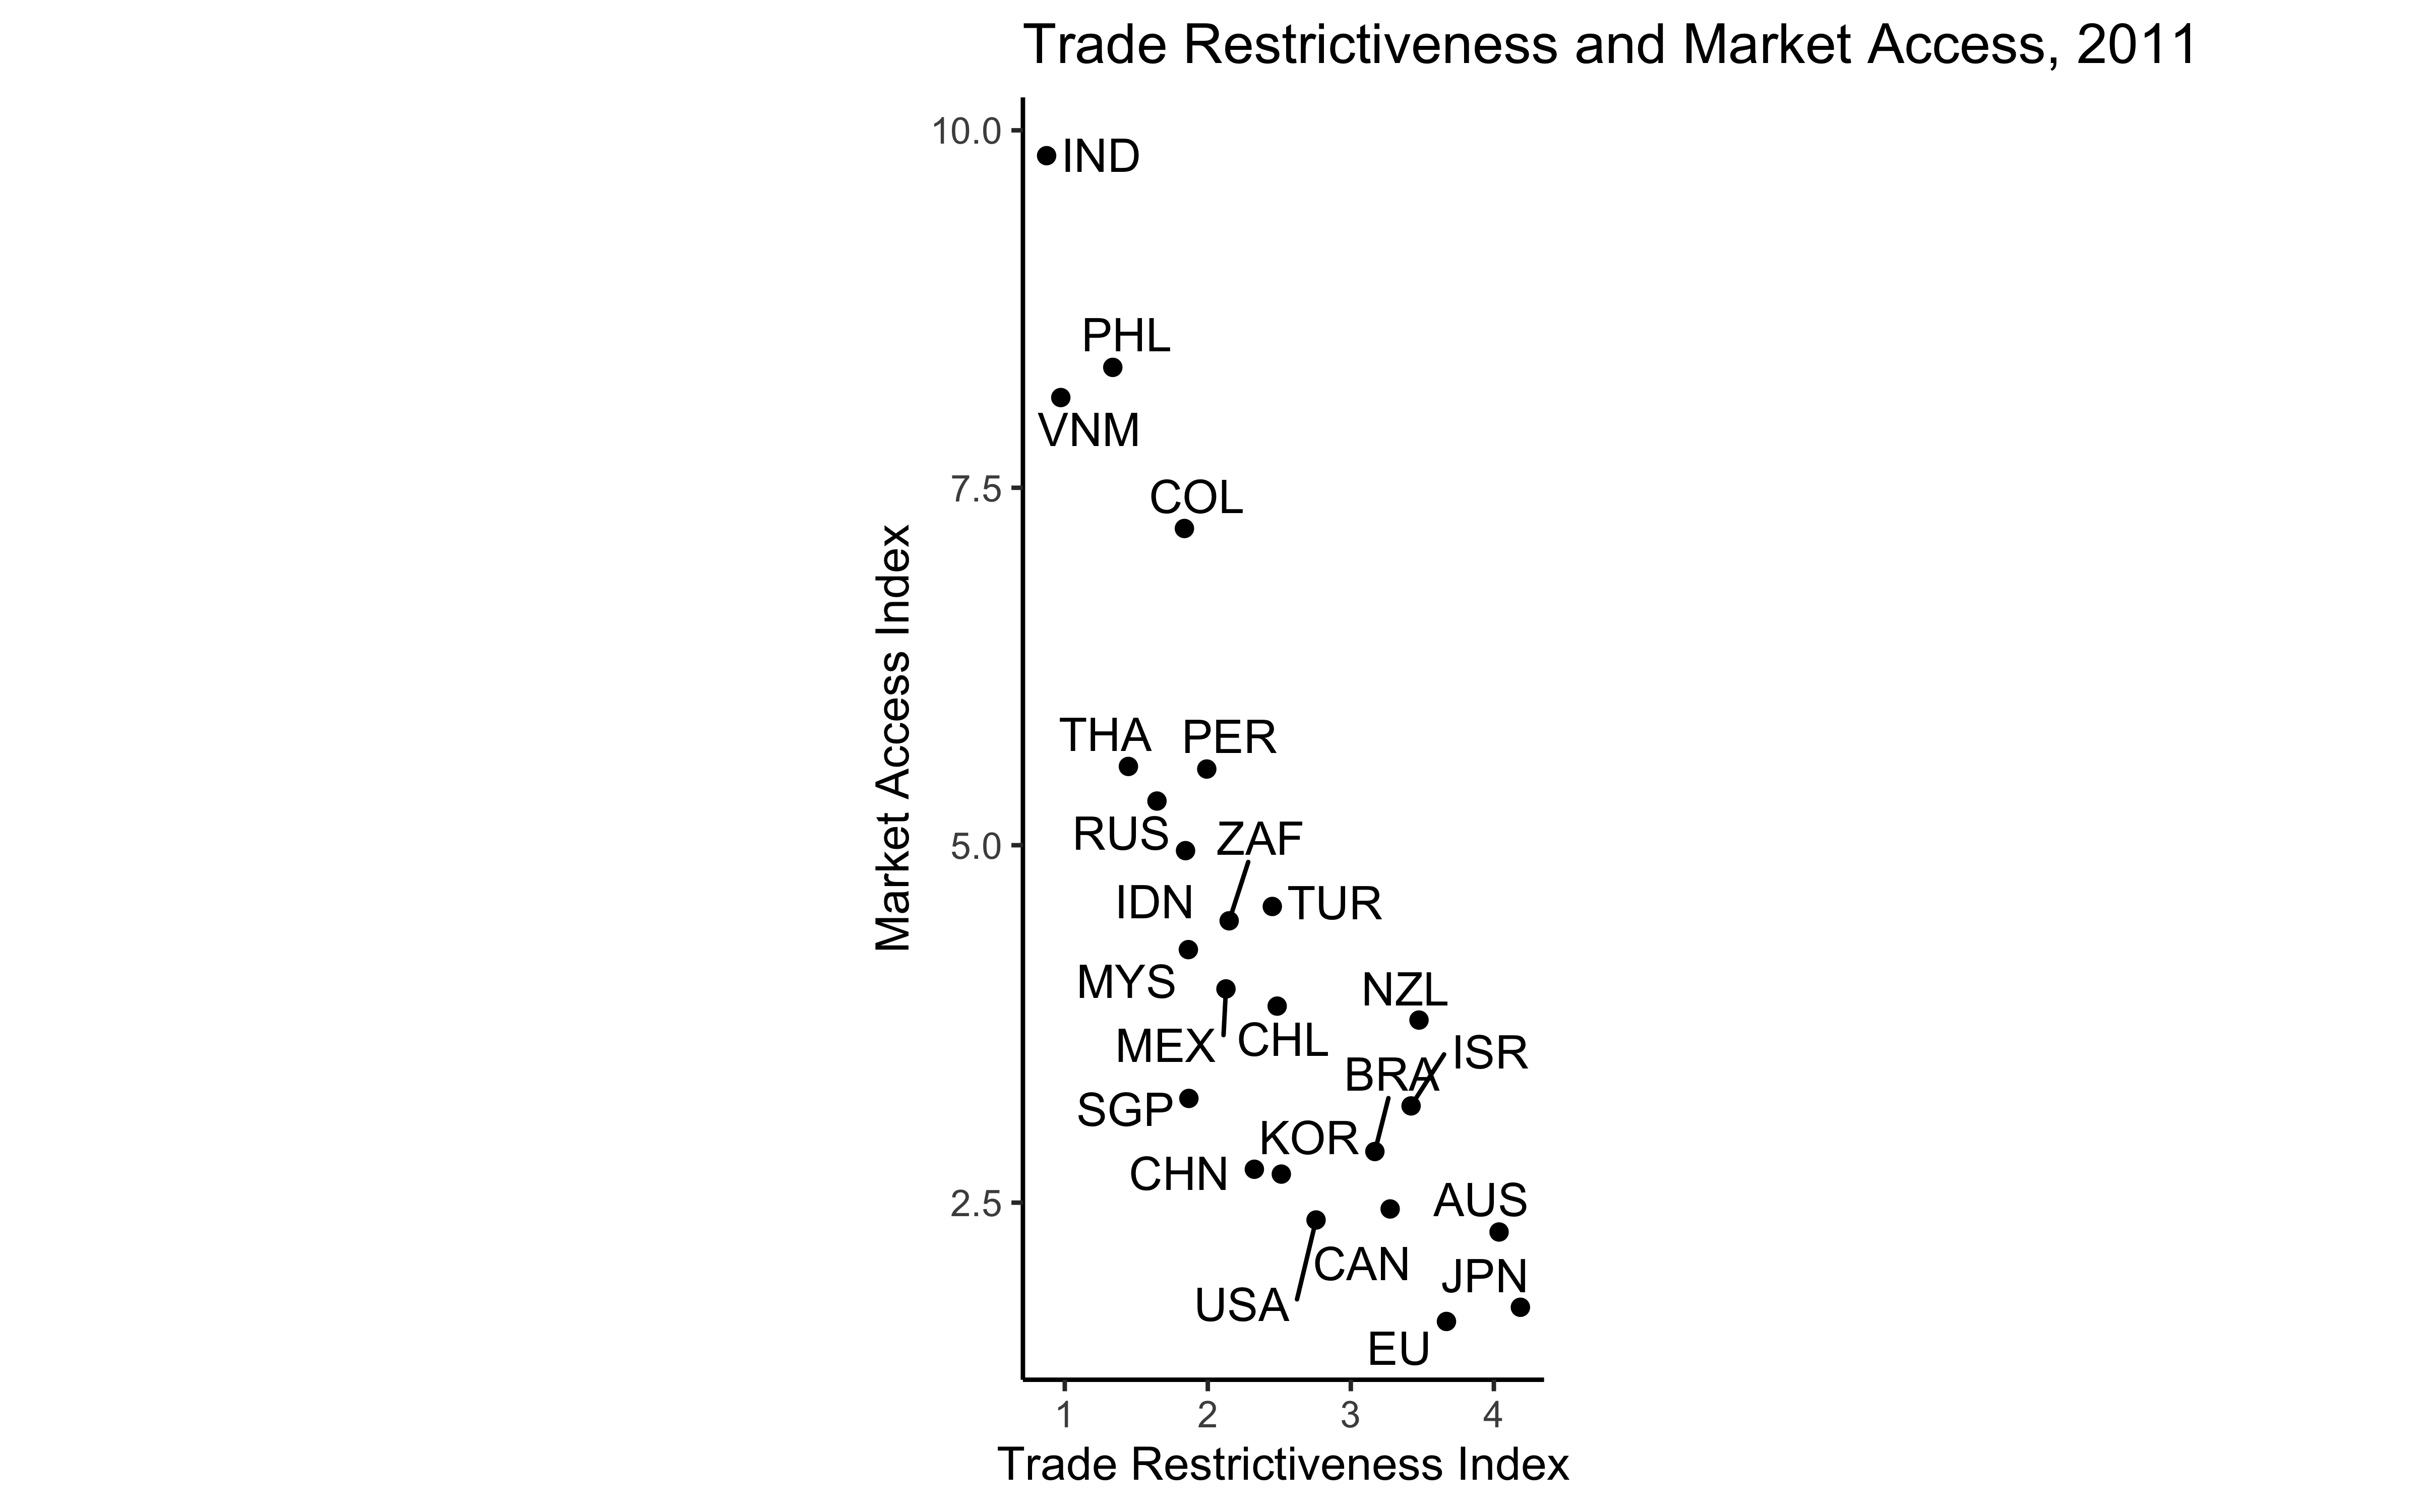 Trade Restrictiveness and Market Access, 2011
10.0
7.5
5.0
2.5
Market Access Index
IND
PHL
VNM
COL
THA
PER
RUS
ZAF
IDN
TUR
MYS
NZL
MEX
CHL
ISR
BRA
SGP
KOR
CHN
AUS
CAN
JPN
USA
EU
1 2 3 4
Trade Restrictiveness Index